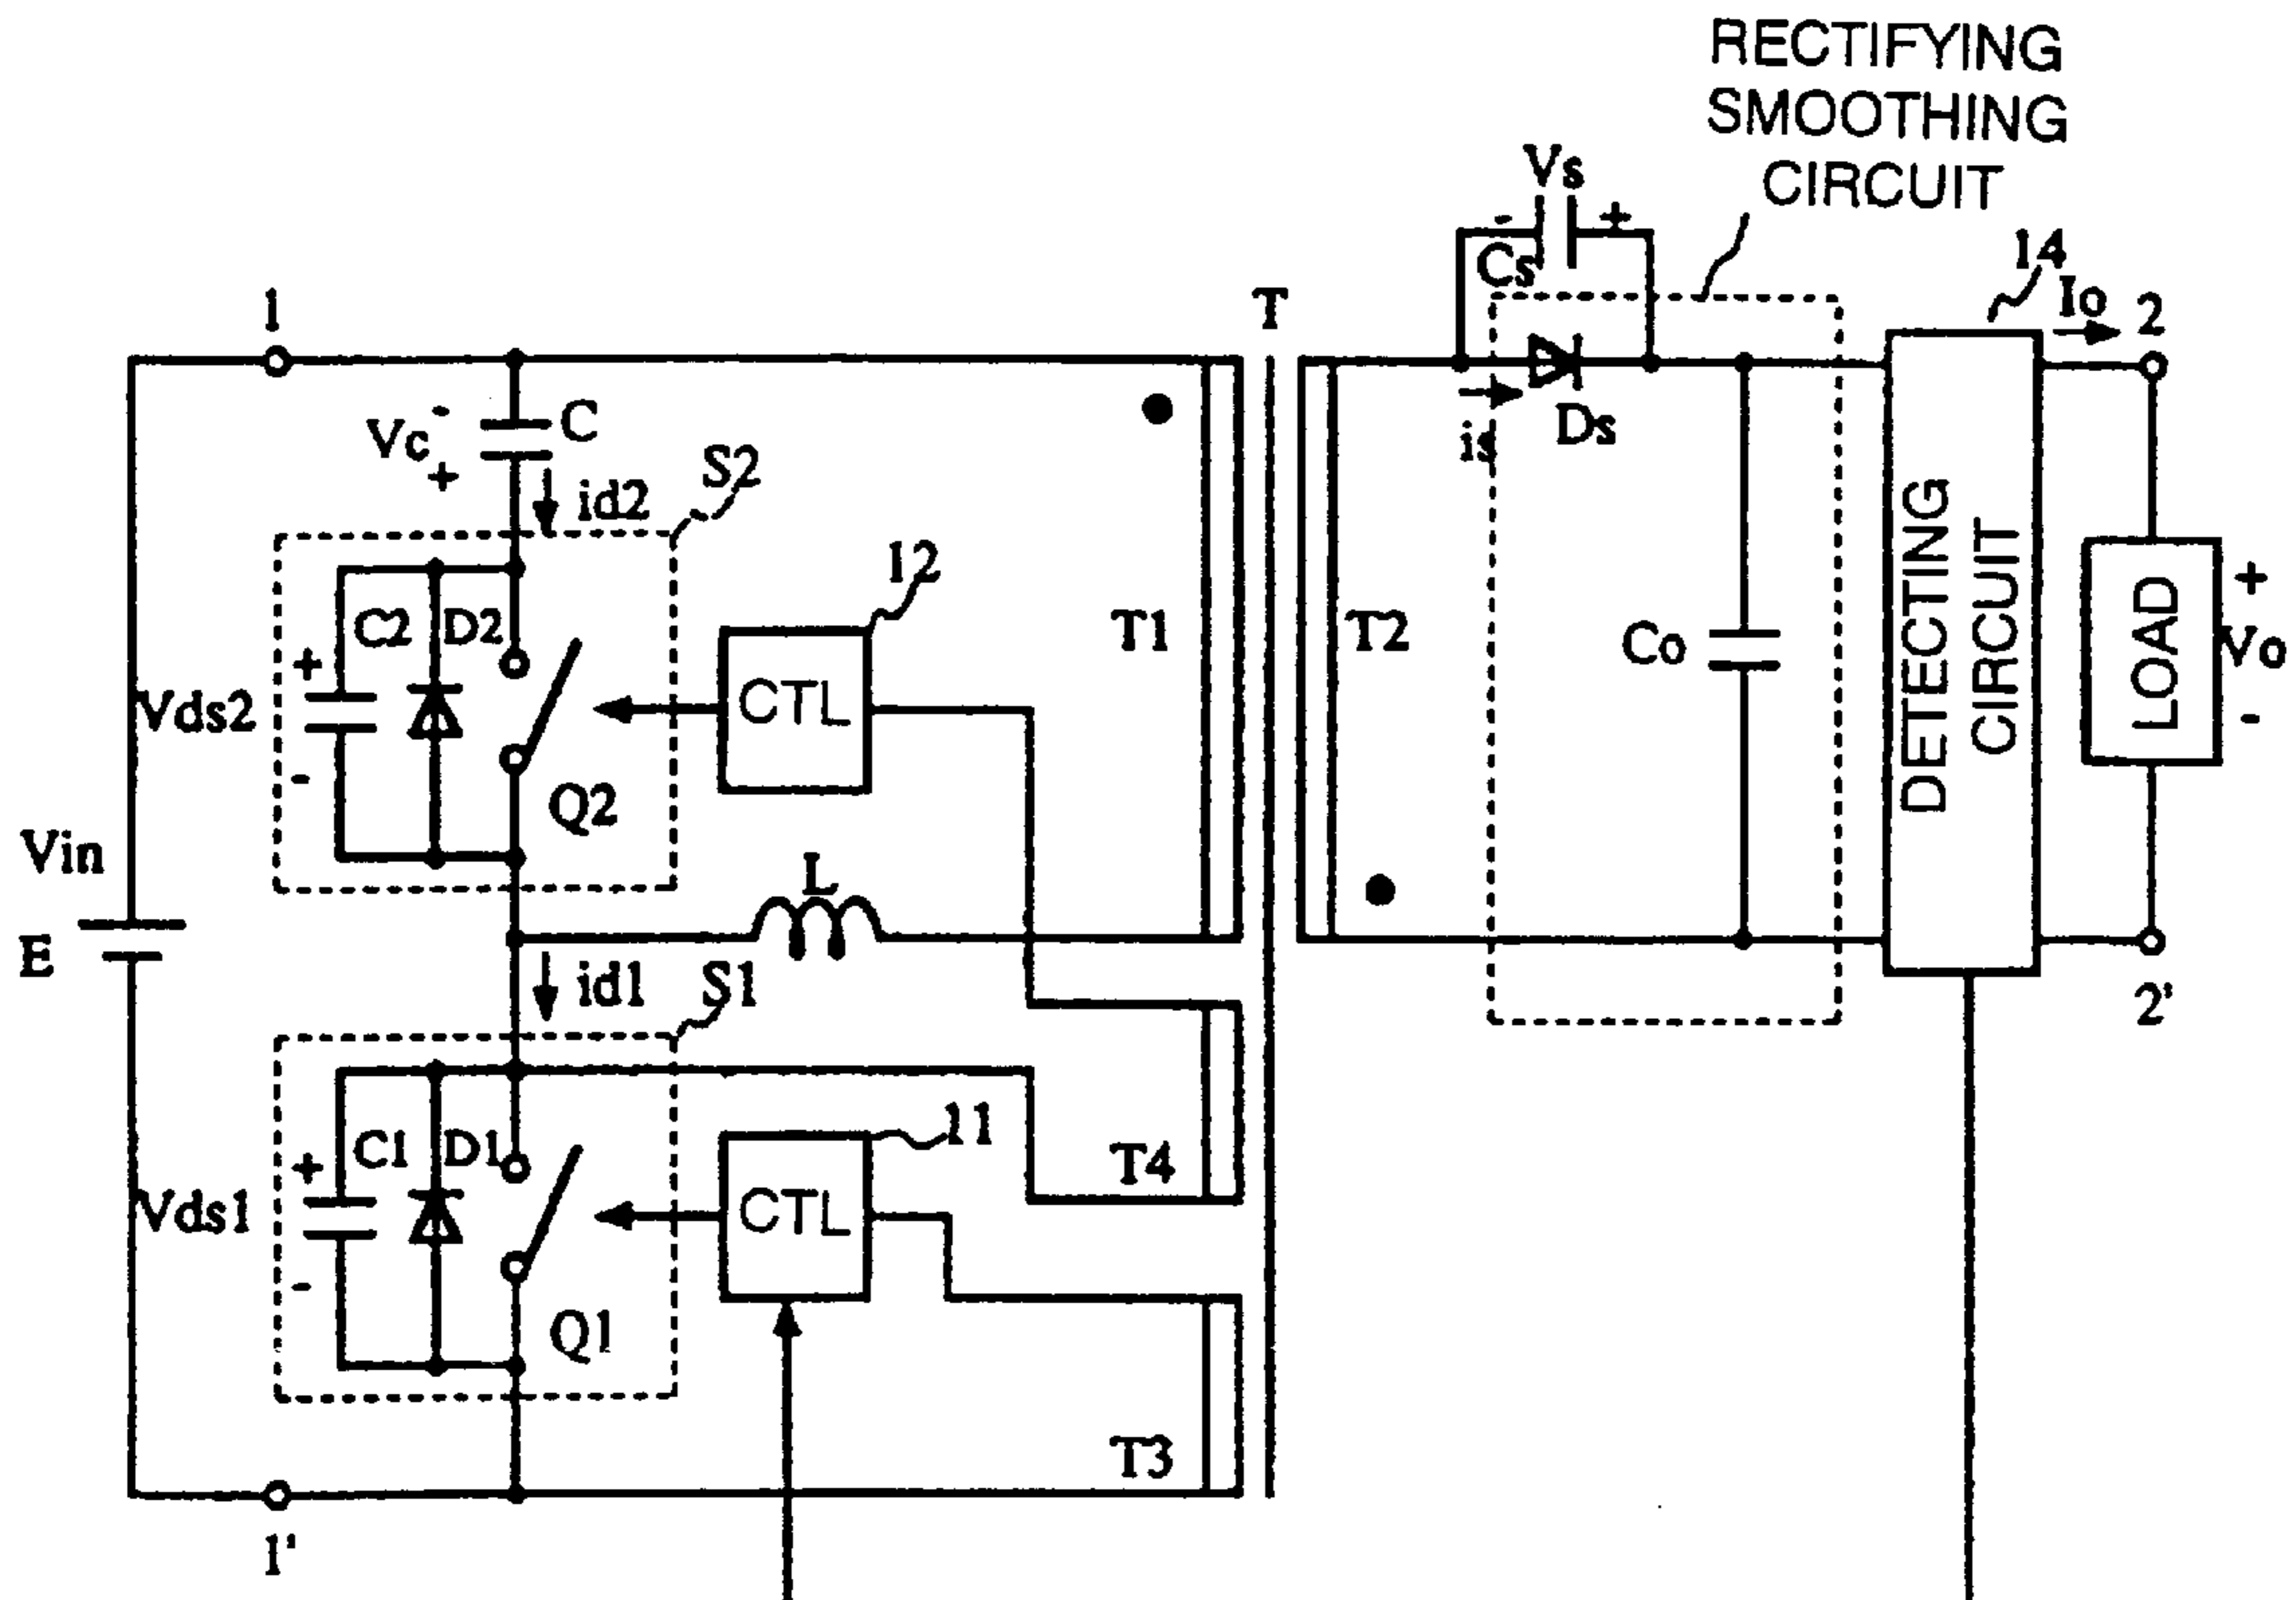 RECTIFYING
SMOOTHING
CIRCUIT
Vs
- +
Cs
14
Io
2
1
T
is
Ds
-
Vc
+
C
id2
S2
12
C2
D2
+
Vds2
-
CTL
Q2
T1
T2
Co
DETECTING
CIRCUIT
LOAD
+
Vo
-
Vin
E
L
id1
S1
2'
11
C1
D1
+
Vds1
-
CTL
Q1
T4
T3
1'